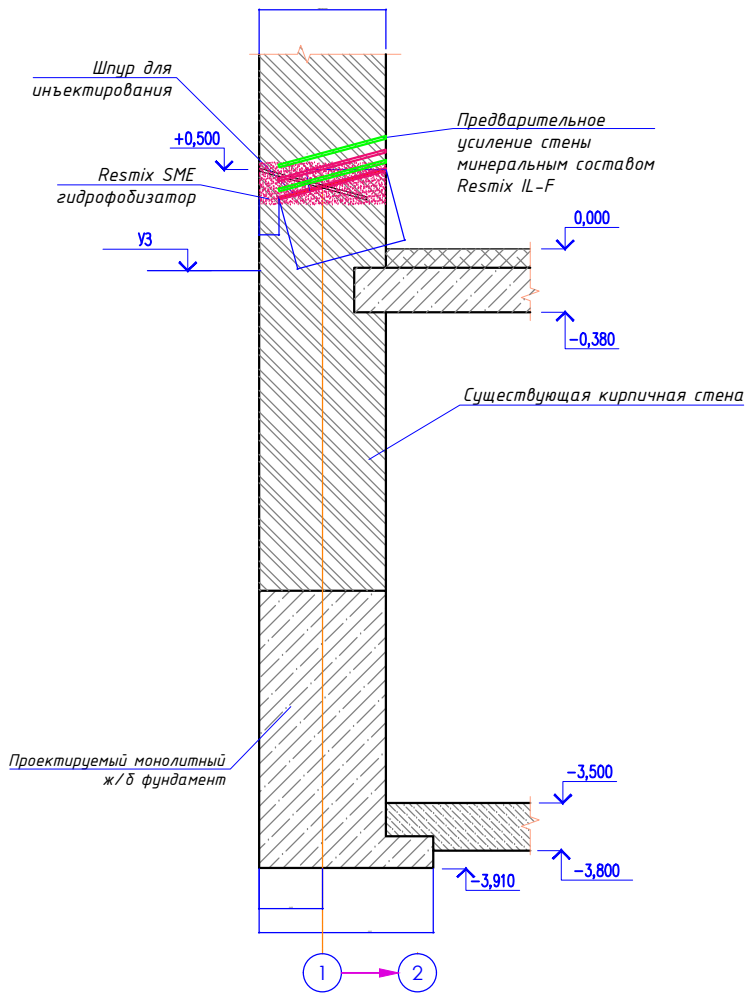 Шпур для
инъектирования
Предварительное
усиление стены
минеральным составом
Resmix IL-F
+0,500
Resmix SME
гидрофобизатор
0,000
УЗ
-0,380
Существующая кирпичная стена
Проектируемый монолитный
ж/б фундамент
-3,500
-3,800
-3,910
1
2